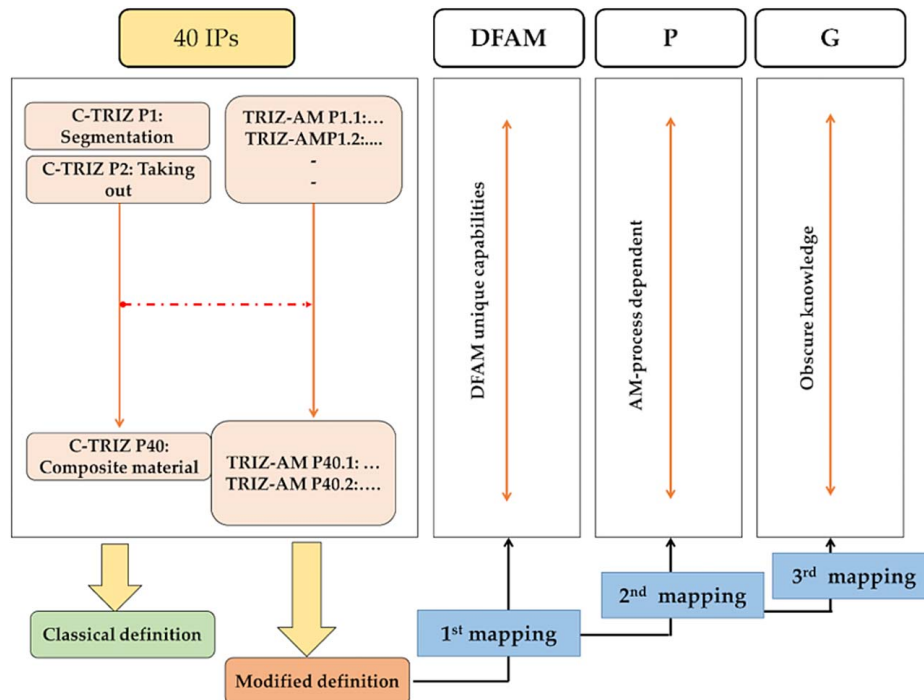 40 IPs
DFAM
P
G
C-TRIZ P1:
Segmentation
C-TRIZ P2: Taking
out
TRIZ-AM P1.1:...
TRIZ-AMP1.2:....
-
-
C-TRIZ P40:
Composite material
TRIZ-AM P40.1: ...
TRIZ-AM P40.2:....
DFAM unique capabilities
AM-process dependent
Obscure knowledge
Classical definition
Modified definition
1st mapping
2nd mapping
3rd mapping